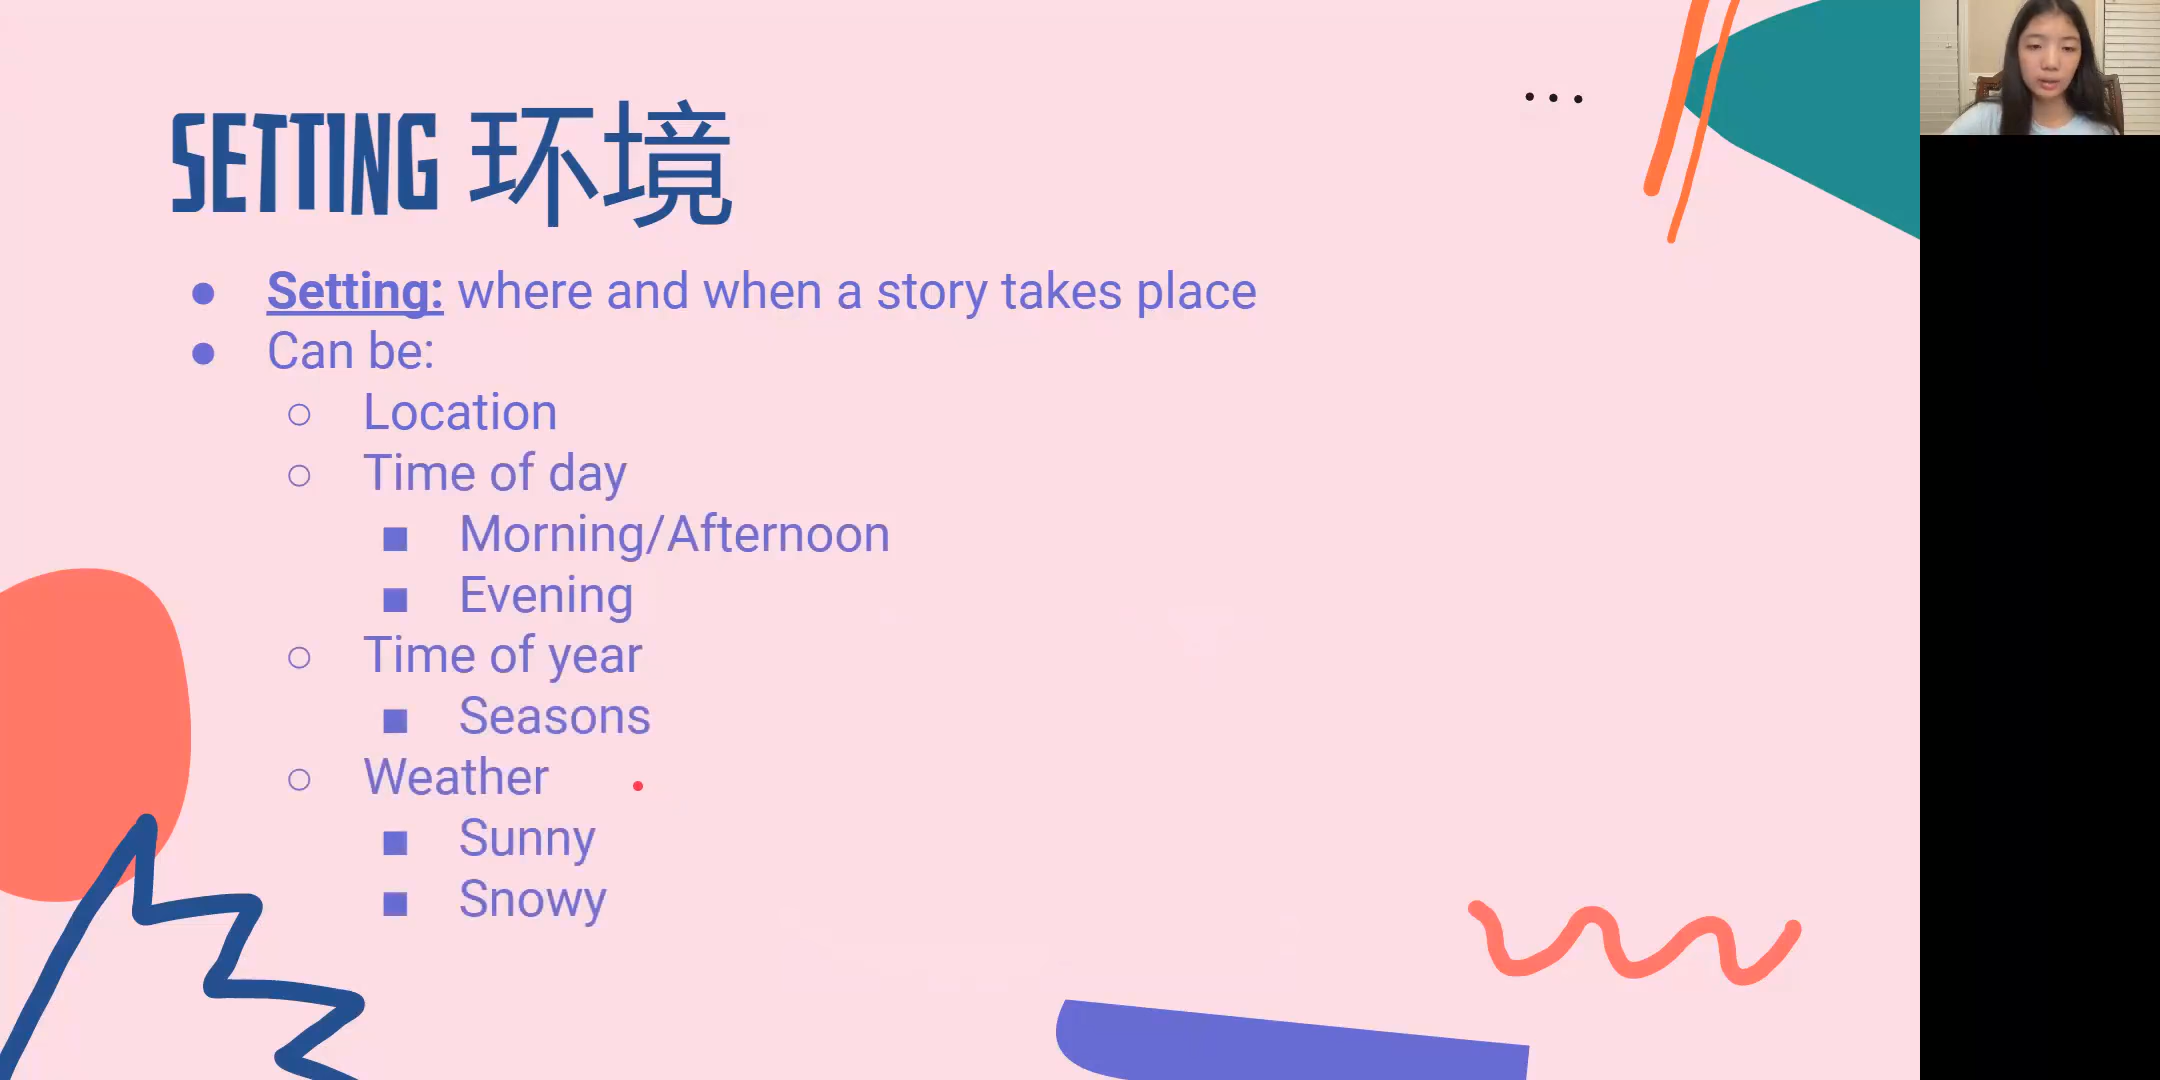 SETTING 环境
Setting: where and when a story takes place
Can be:
Location
Time of day
Morning/Afternoon
Evening
Time of year
Seasons
Weather
Sunny
Snowy